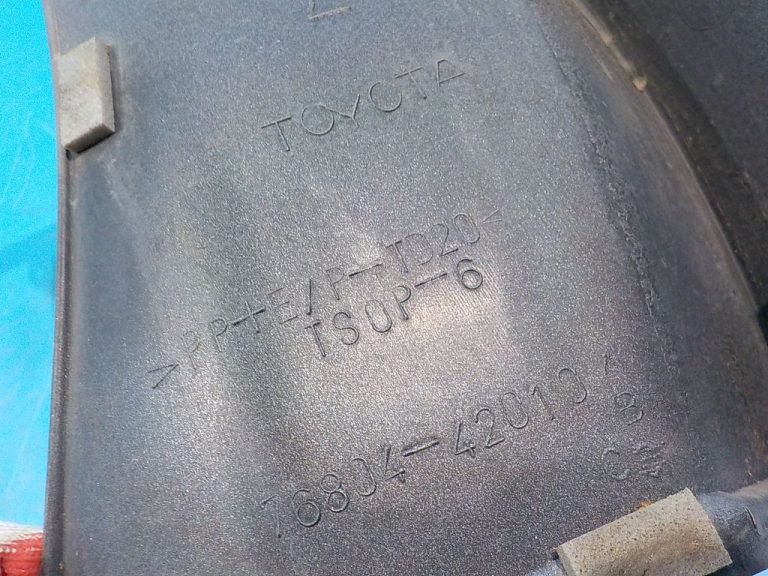 TOYOTA
>PP+E/P-TD20<
TSOP-6
76804-42010
B